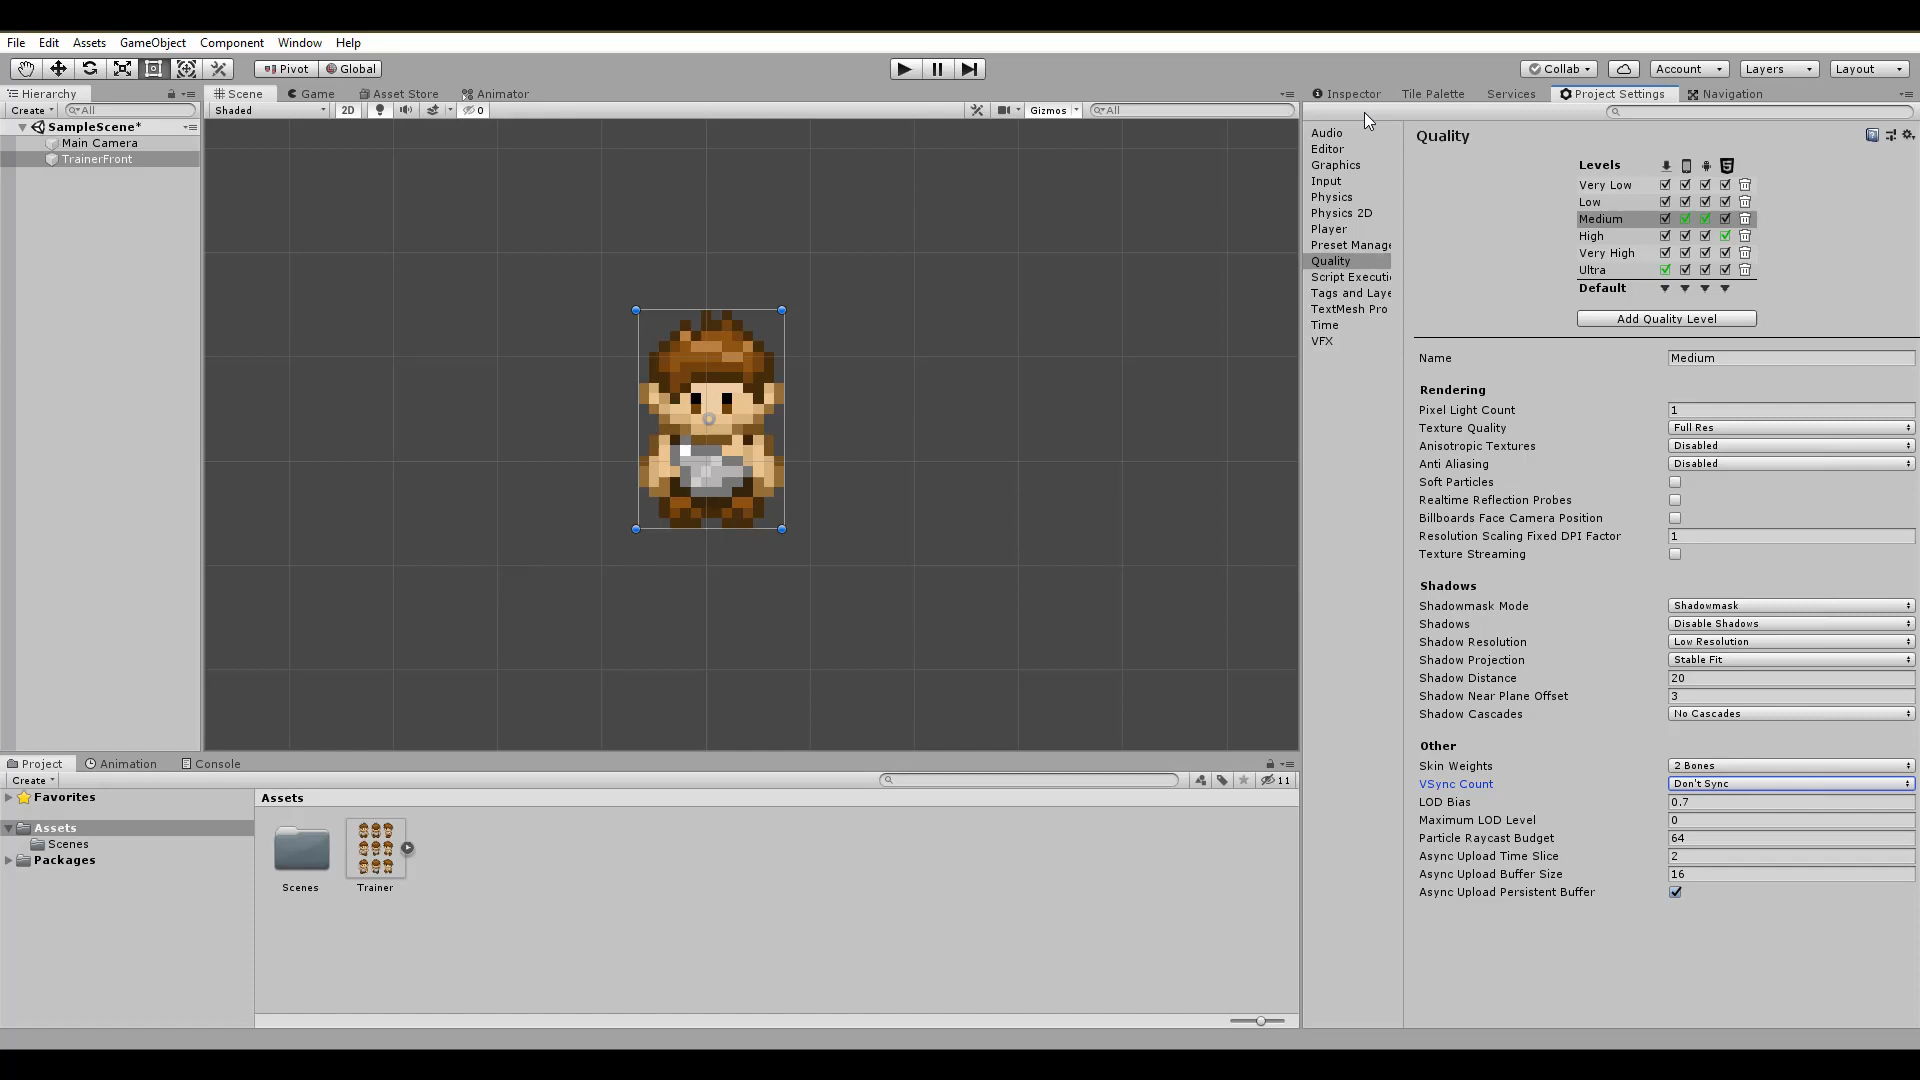 File Edit Assets GameObject Component Window Help
Pivot Global Collab Account Layers Layout
Hierarchy
Create All
SampleScene*
Main Camera
TrainerFront
Scene Game Asset Store Animator
Shaded 2D 0 Gizmos All
Inspector Tile Palette Services Project Settings Navigation
Audio
Editor
Graphics
Input
Physics
Physics 2D
Player
Preset Manage
Quality
Script Executi
Tags and Laye
TextMesh Pro
Time
VFX
Quality
Levels
Very Low
Low
Medium
High
Very High
Ultra
Default
Add Quality Level
Name Medium
Rendering
Pixel Light Count 1
Texture Quality Full Res
Anisotropic Textures Disabled
Anti Aliasing Disabled
Soft Particles
Realtime Reflection Probes
Billboards Face Camera Position
Resolution Scaling Fixed DPI Factor 1
Texture Streaming
Shadows
Shadowmask Mode Shadowmask
Shadows Disable Shadows
Shadow Resolution Low Resolution
Shadow Projection Stable Fit
Shadow Distance 20
Shadow Near Plane Offset 3
Shadow Cascades No Cascades
Other
Skin Weights 2 Bones
VSync Count Don't Sync
LOD Bias 0.7
Maximum LOD Level 0
Particle Raycast Budget 64
Async Upload Time Slice 2
Async Upload Buffer Size 16
Async Upload Persistent Buffer
Project Animation Console
Create 11
Favorites
Assets
Scenes
Packages
Assets
Scenes Trainer